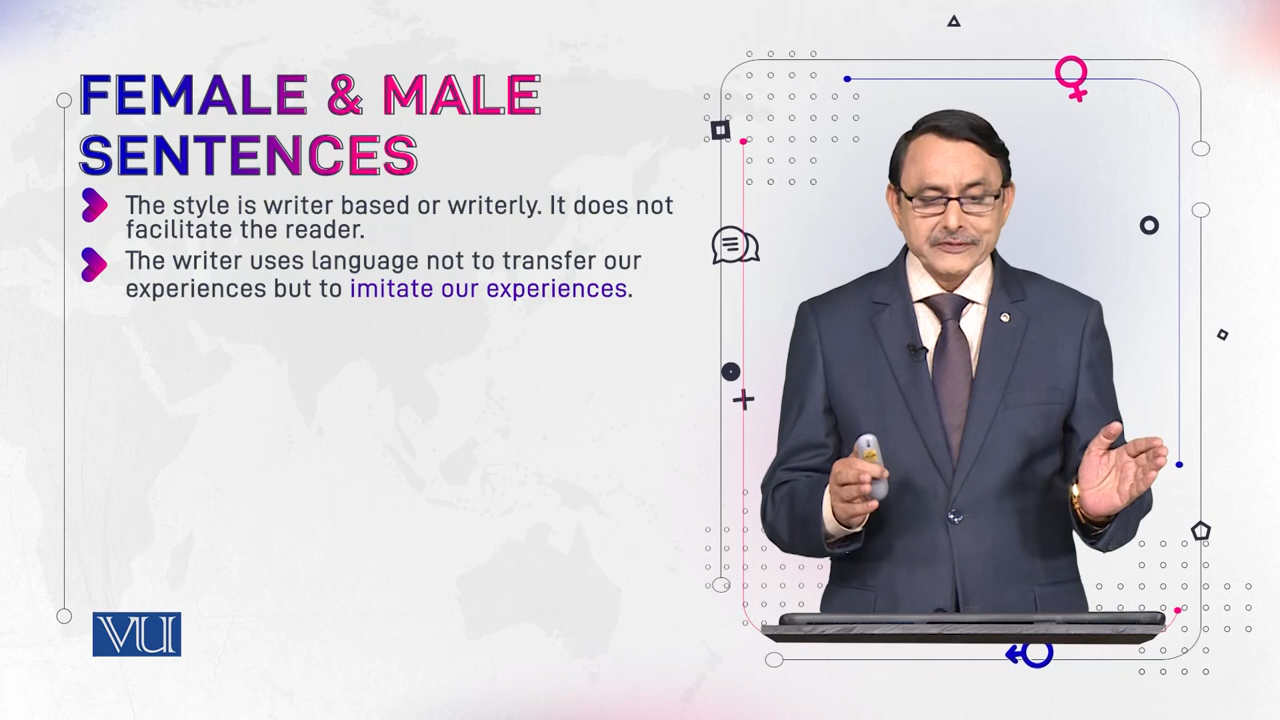 FEMALE & MALE
SENTENCES
The style is writer based or writerly. It does not
facilitate the reader.
The writer uses language not to transfer our
experiences but to imitate our experiences.
VU